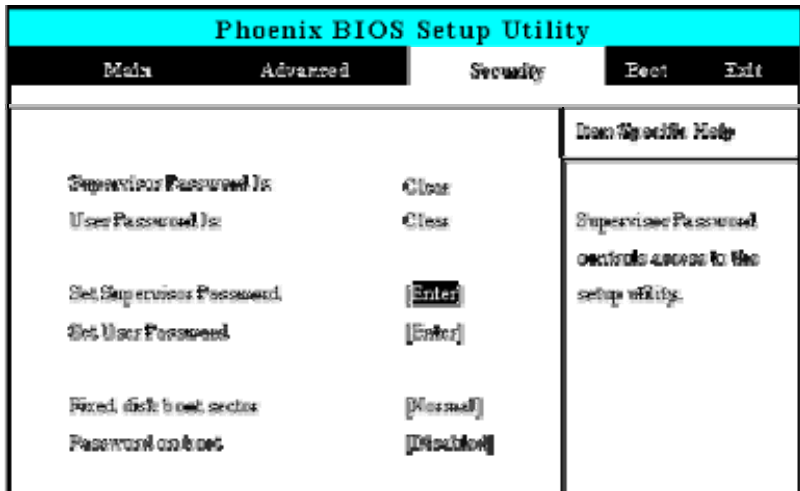 Phoenix BIOS Setup Utility
Main Advanced Security Boot Exit
Item Specific Help
Supervisor Password Is: Clear
User Password Is: Clear
Supervisor Password
controls access to the
setup utility.
Set Supervisor Password [Enter]
Set User Password [Enter]
Fixed disk boot sector [Normal]
Password on boot [Disabled]